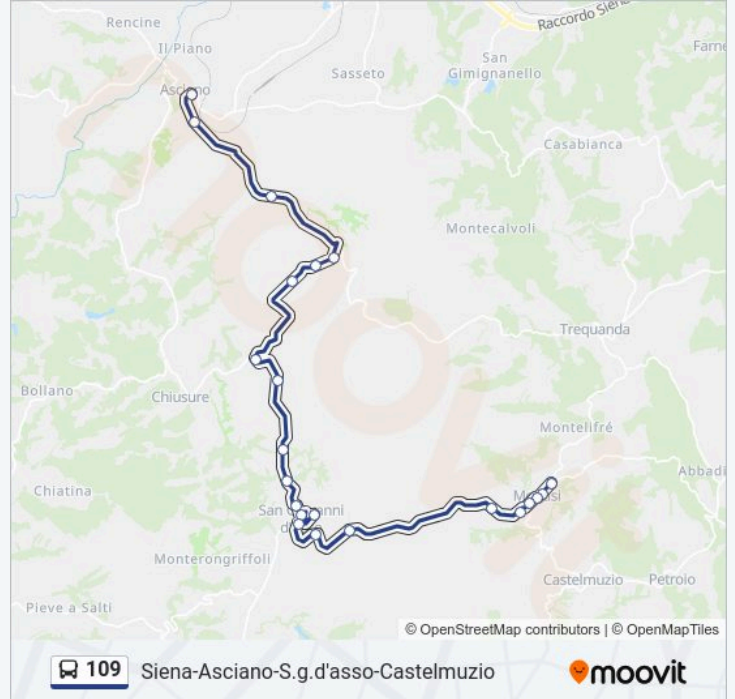 Rencine
Raccordo Siena
Il Piano
San
Gimignanello
Farne
Sasseto
Asciano
Casabianca
Montecalvoli
Trequanda
Bollano
Chiusure
Montelifré
Abbadi
Chiatina
San Giovanni
Montisi
Monterongriffoli
Castelmuzio
Petroio
Pieve a Salti
© OpenStreetMap contributors | © OpenMapTiles
109
Siena-Asciano-S.g.d'asso-Castelmuzio
moovit